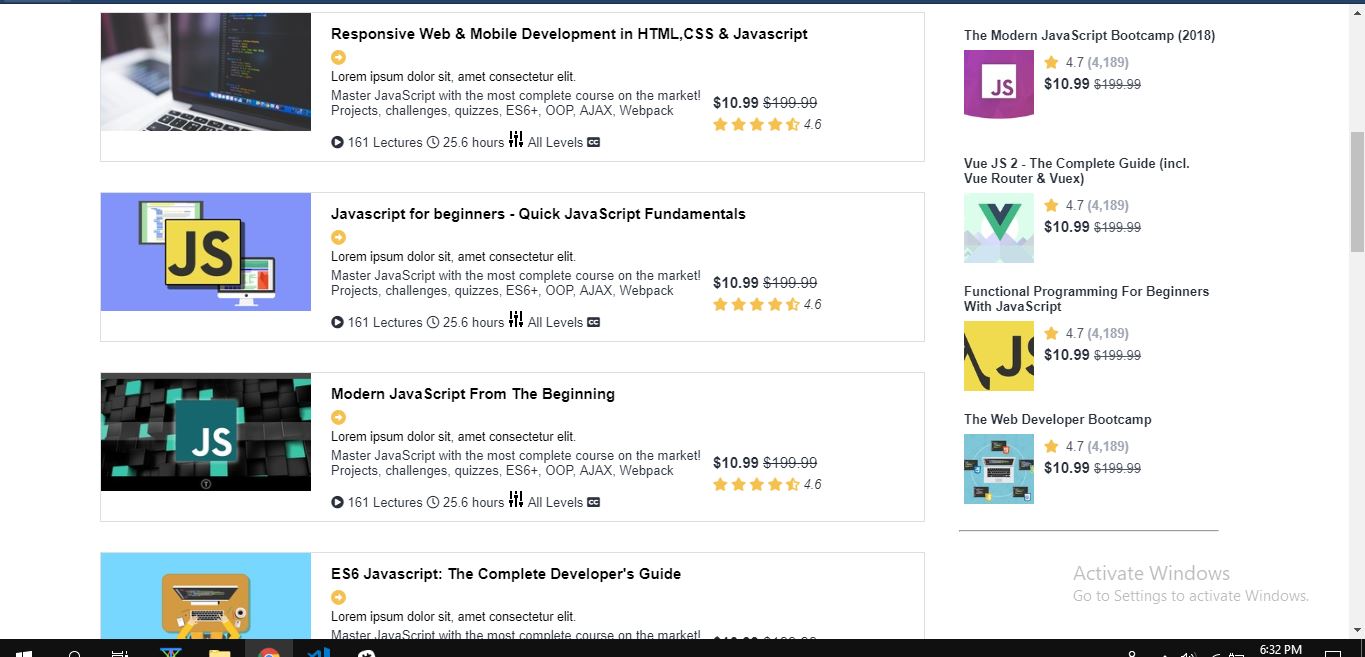 Responsive Web & Mobile Development in HTML,CSS & Javascript
Lorem ipsum dolor sit, amet consectetur elit.
Master JavaScript with the most complete course on the market!
Projects, challenges, quizzes, ES6+, OOP, AJAX, Webpack
$10.99 $199.99
4.6
161 Lectures 25.6 hours All Levels CC
JS
Javascript for beginners - Quick JavaScript Fundamentals
Lorem ipsum dolor sit, amet consectetur elit.
Master JavaScript with the most complete course on the market!
Projects, challenges, quizzes, ES6+, OOP, AJAX, Webpack
$10.99 $199.99
4.6
161 Lectures 25.6 hours All Levels CC
JS
T
Modern JavaScript From The Beginning
Lorem ipsum dolor sit, amet consectetur elit.
Master JavaScript with the most complete course on the market!
Projects, challenges, quizzes, ES6+, OOP, AJAX, Webpack
$10.99 $199.99
4.6
161 Lectures 25.6 hours All Levels CC
ES6 Javascript: The Complete Developer's Guide
Lorem ipsum dolor sit, amet consectetur elit.
Master JavaScript with the most complete course on the market!
$10.99 $199.99
The Modern JavaScript Bootcamp (2018)
JS
4.7 (4,189)
$10.99 $199.99
Vue JS 2 - The Complete Guide (incl.
Vue Router & Vuex)
4.7 (4,189)
$10.99 $199.99
Functional Programming For Beginners
With JavaScript
JS
4.7 (4,189)
$10.99 $199.99
The Web Developer Bootcamp
4.7 (4,189)
$10.99 $199.99
Activate Windows
Go to Settings to activate Windows.
6:32 PM